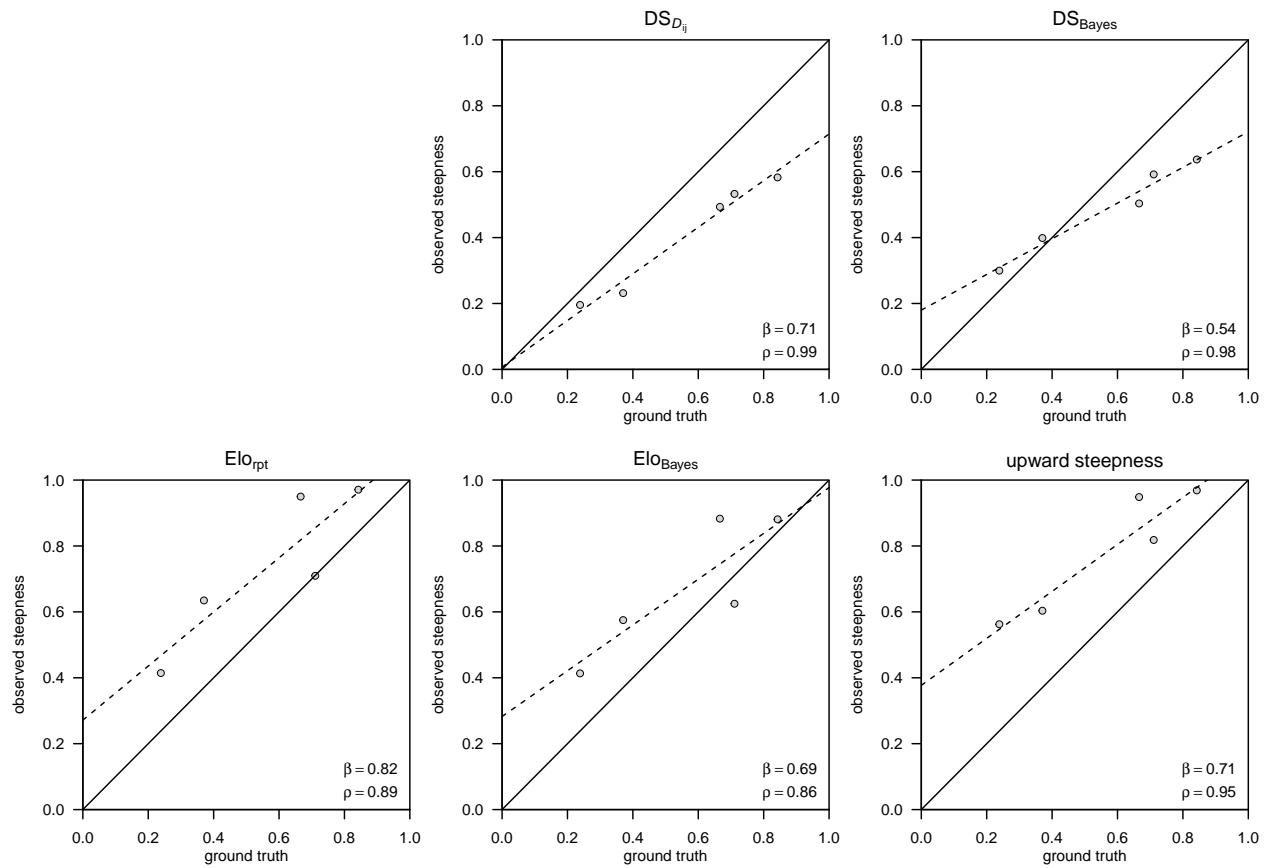 DS_Dij
observed steepness
1.0
0.8
0.6
0.4
0.2
0.0
β = 0.71
ρ = 0.99
0.0 0.2 0.4 0.6 0.8 1.0
ground truth
DS_Bayes
observed steepness
1.0
0.8
0.6
0.4
0.2
0.0
β = 0.54
ρ = 0.98
0.0 0.2 0.4 0.6 0.8 1.0
ground truth
Elo_rpt
observed steepness
1.0
0.8
0.6
0.4
0.2
0.0
β = 0.82
ρ = 0.89
0.0 0.2 0.4 0.6 0.8 1.0
ground truth
Elo_Bayes
observed steepness
1.0
0.8
0.6
0.4
0.2
0.0
β = 0.69
ρ = 0.86
0.0 0.2 0.4 0.6 0.8 1.0
ground truth
upward steepness
observed steepness
1.0
0.8
0.6
0.4
0.2
0.0
β = 0.71
ρ = 0.95
0.0 0.2 0.4 0.6 0.8 1.0
ground truth